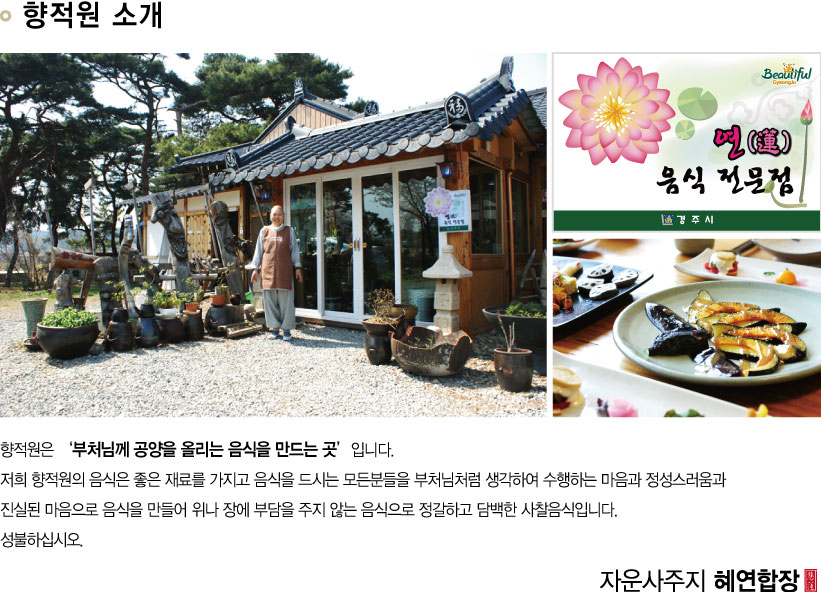 향적원 소개
福
Beautiful
Gyeongju
연(蓮)
음식 전문점
경주시
향적원은 ‘부처님께 공양을 올리는 음식을 만드는 곳’ 입니다.
저희 향적원의 음식은 좋은 재료를 가지고 음식을 드시는 모든분들을 부처님처럼 생각하여 수행하는 마음과 정성스러움과
진실된 마음으로 음식을 만들어 위나 장에 부담을 주지 않는 음식으로 정갈하고 담백한 사찰음식입니다.
성불하십시오.
자운사주지 혜연합장